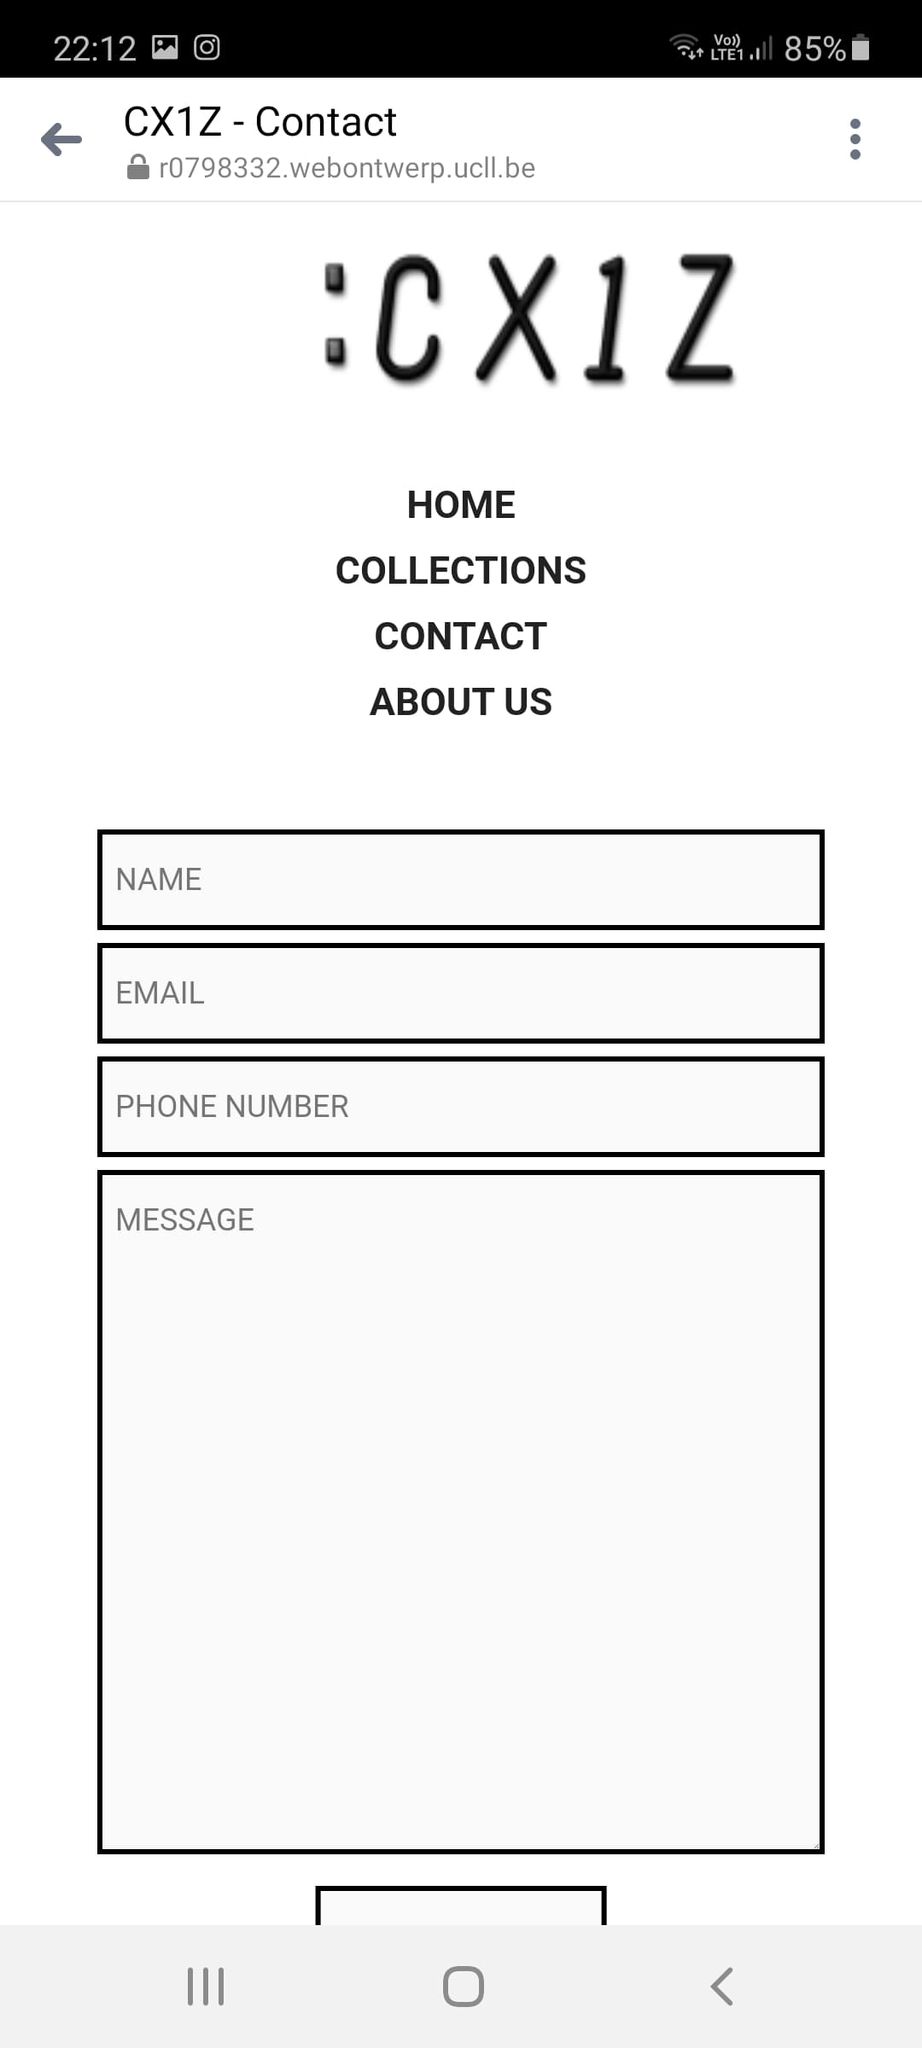 22:12
Vo)) LTE1 85%
CX1Z - Contact
r0798332.webontwerp.ucll.be
:CX1Z
HOME
COLLECTIONS
CONTACT
ABOUT US
NAME
EMAIL
PHONE NUMBER
MESSAGE